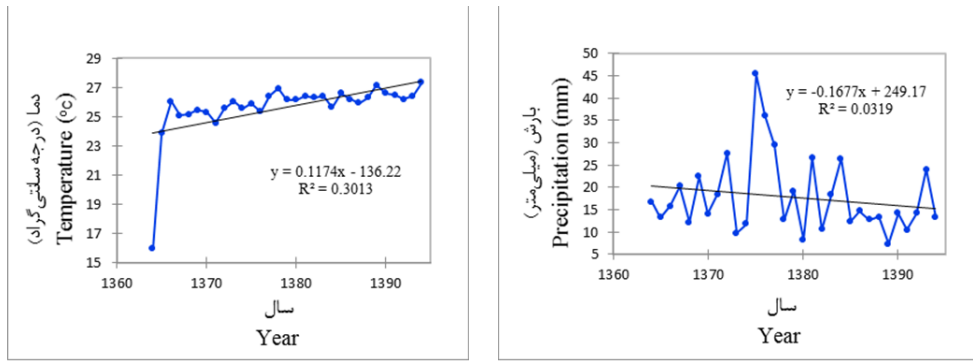 دما (درجه سلنتی‌گراد)
Temperature (oc)
29
27
25
23
21
19
17
15
y = 0.1174x - 136.22
R² = 0.3013
1360
1370
1380
1390
سال
Year
بارش (میلی‌متر)
Precipitation (mm)
50
45
40
35
30
25
20
15
10
5
y = -0.1677x + 249.17
R² = 0.0319
1360
1370
1380
1390
سال
Year